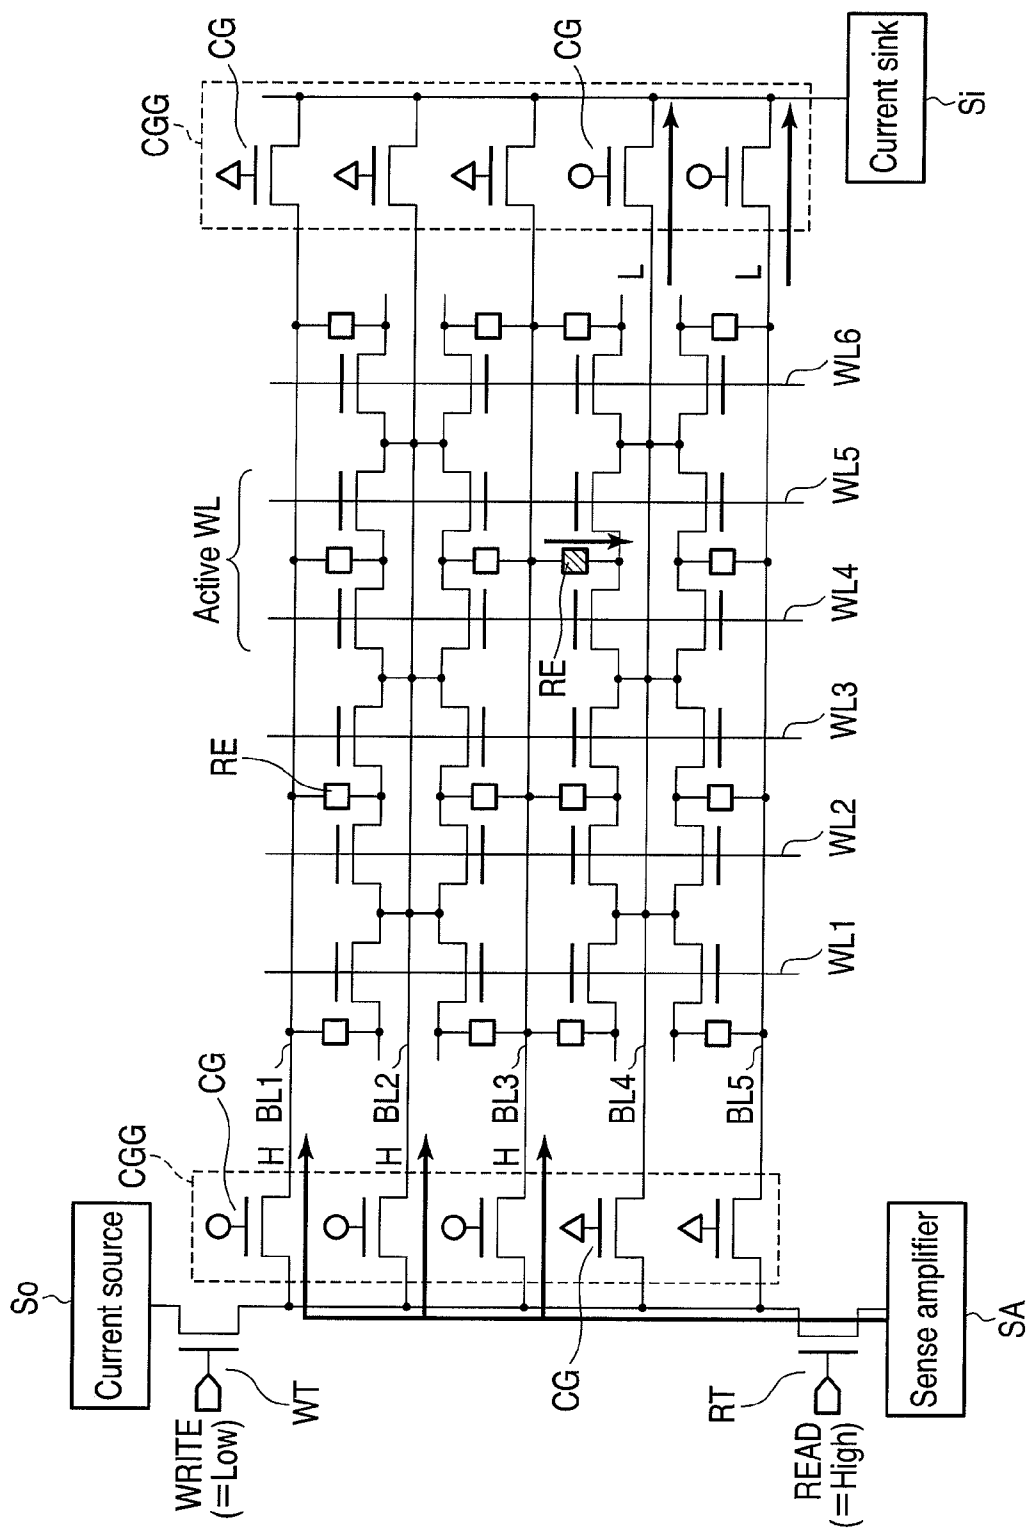 So
Current source
WRITE
(=Low)
WT
CGG
CG
H
H
H
BL1
BL2
BL3
BL4
BL5
CG
RT
READ
(=High)
Sense amplifier
SA
RE
Active WL
RE
WL1
WL2
WL3
WL4
WL5
WL6
CGG
CG
CG
L
L
Current sink
Si